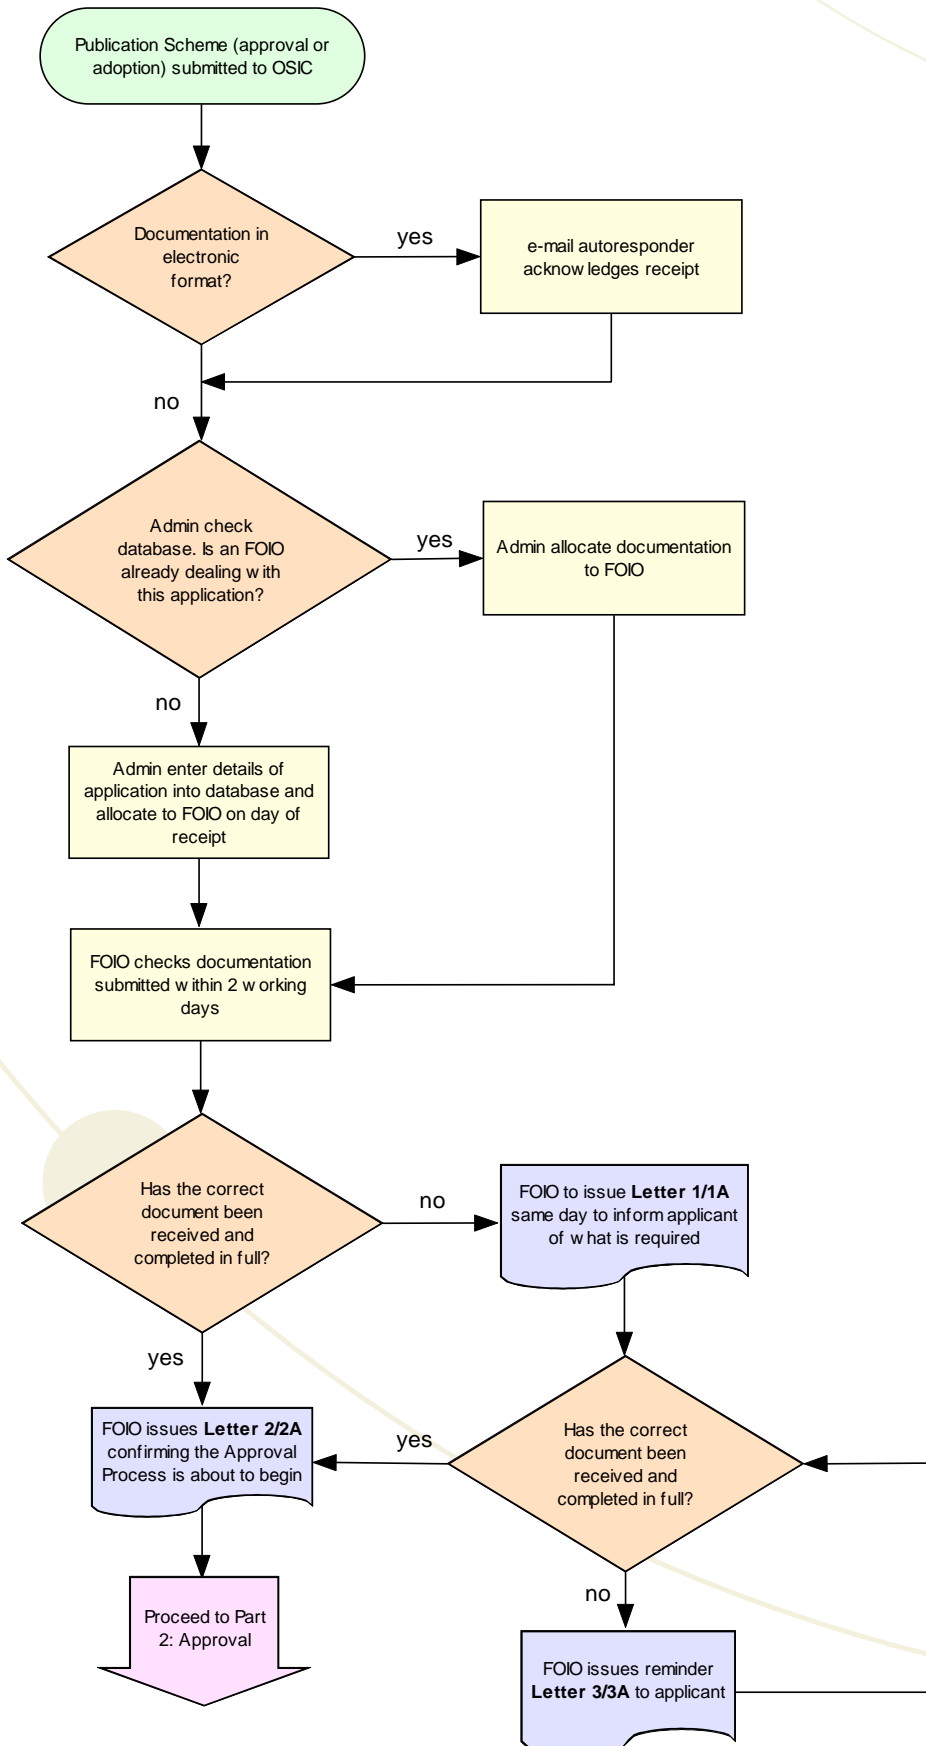 Publication Scheme (approval or
adoption) submitted to OSIC
Documentation in
electronic
format?
yes
e-mail autoresponder
acknowledges receipt
no
Admin check
database. Is an FOIO
already dealing with
this application?
yes
Admin allocate documentation
to FOIO
no
Admin enter details of
application into database and
allocate to FOIO on day of
receipt
FOIO checks documentation
submitted within 2 working
days
Has the correct
document been
received and
completed in full?
no
FOIO to issue Letter 1/1A
same day to inform applicant
of what is required
yes
FOIO issues Letter 2/2A
confirming the Approval
Process is about to begin
yes
Has the correct
document been
received and
completed in full?
no
Proceed to Part
2: Approval
FOIO issues reminder
Letter 3/3A to applicant